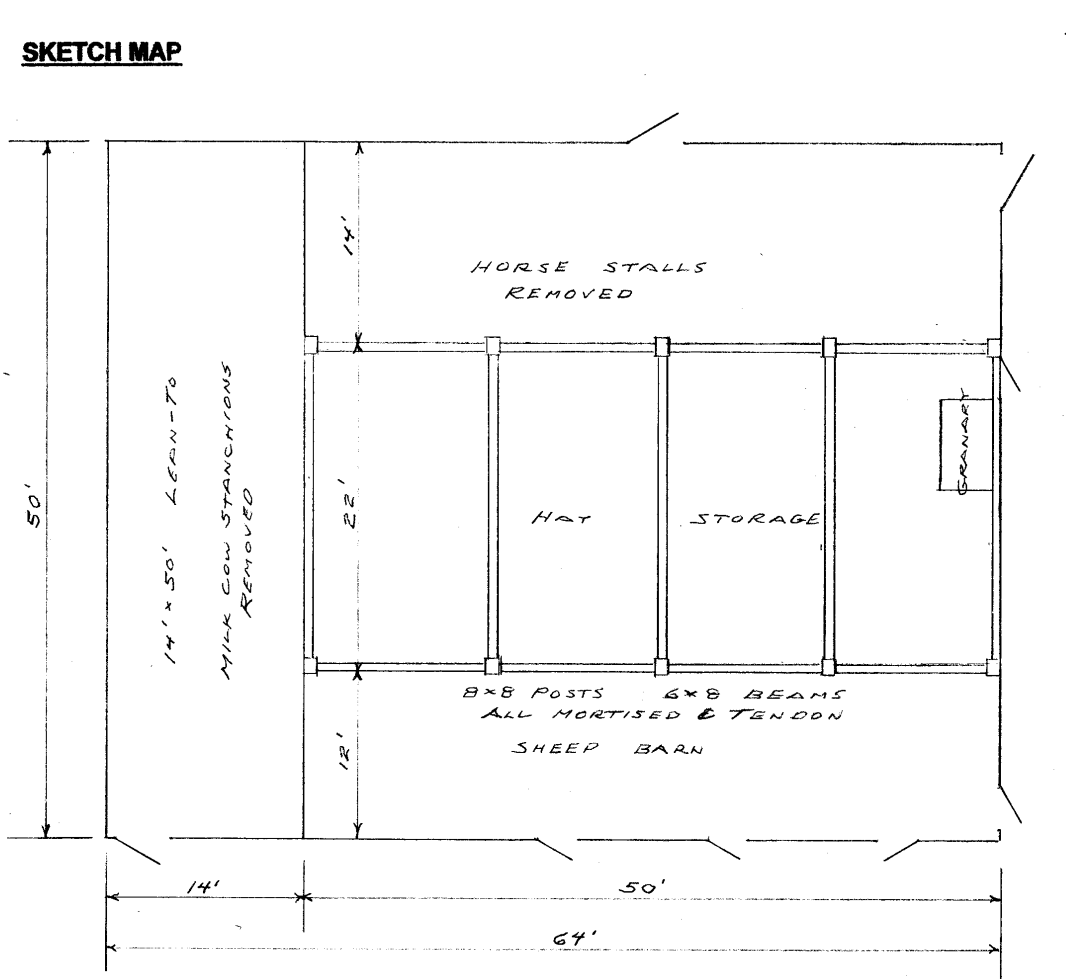 SKETCH MAP
14'
HORSE STALLS
REMOVED
50'
14' x 50' LEAN-TO
MILK COW STANCHIONS
REMOVED
22'
GRANARY
HAY STORAGE
8x8 POSTS 6x8 BEAMS
ALL MORTISED & TENDON
12'
SHEEP BARN
14'
50'
64'